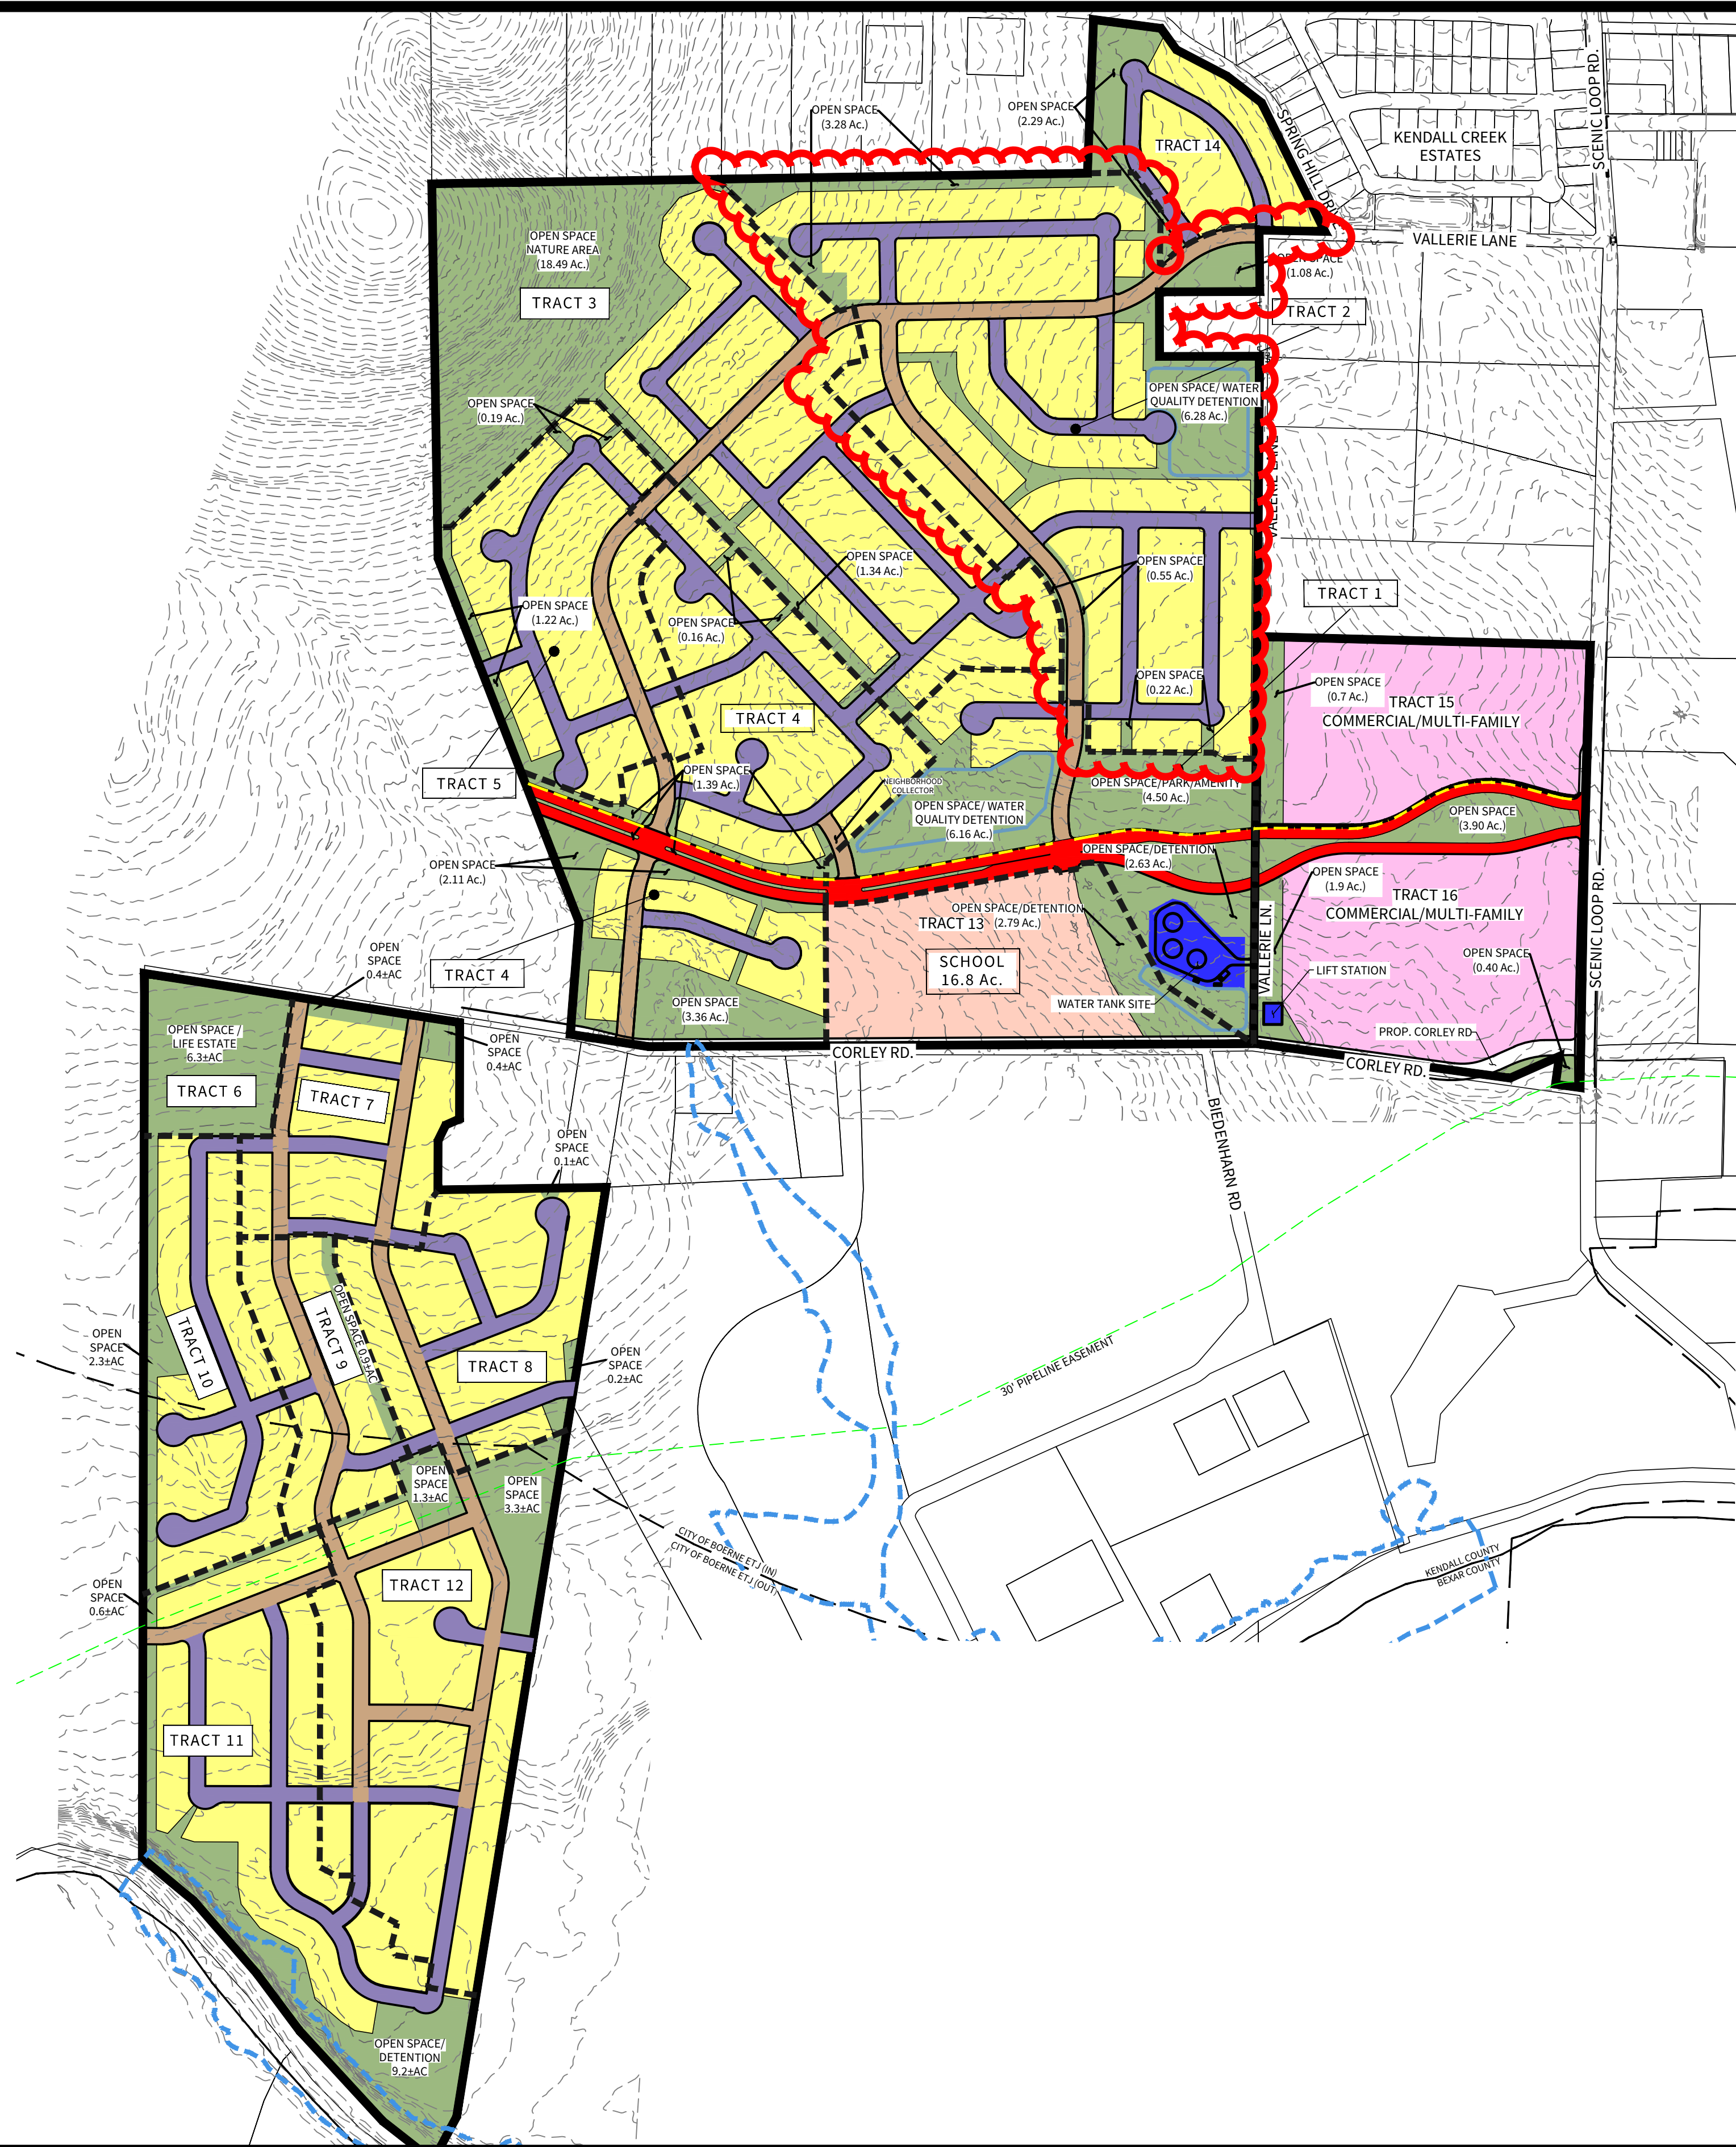 OPEN SPACE
(3.28 Ac.)
OPEN SPACE
(2.29 Ac.)
TRACT 14
SPRING HILL DRIVE
KENDALL CREEK
ESTATES
SCENIC LOOP RD.
VALLERIE LANE
OPEN SPACE
NATURE AREA
(18.49 Ac.)
TRACT 3
OPEN SPACE
(1.08 Ac.)
TRACT 2
OPEN SPACE/ WATER
QUALITY DETENTION
(6.28 Ac.)
OPEN SPACE
(0.19 Ac.)
VALLERIE LANE
OPEN SPACE
(1.34 Ac.)
OPEN SPACE
(0.55 Ac.)
TRACT 1
OPEN SPACE
(1.22 Ac.)
OPEN SPACE
(0.16 Ac.)
OPEN SPACE
(0.22 Ac.)
OPEN SPACE
(0.7 Ac.)
TRACT 15
COMMERCIAL/MULTI-FAMILY
TRACT 4
TRACT 5
OPEN SPACE
(1.39 Ac.)
NEIGHBORHOOD
COLLECTOR
OPEN SPACE/PARK/AMENITY
(4.50 Ac.)
OPEN SPACE/ WATER
QUALITY DETENTION
(6.16 Ac.)
OPEN SPACE
(3.90 Ac.)
OPEN SPACE/DETENTION
(2.63 Ac.)
OPEN SPACE
(2.11 Ac.)
OPEN SPACE
(1.9 Ac.)
TRACT 16
COMMERCIAL/MULTI-FAMILY
OPEN SPACE/DETENTION
(2.79 Ac.)
TRACT 13
SCHOOL
16.8 Ac.
VALLERIE LN.
SCENIC LOOP RD.
OPEN SPACE
(0.40 Ac.)
LIFT STATION
WATER TANK SITE
OPEN
SPACE
0.4±AC
TRACT 4
OPEN SPACE
(3.36 Ac.)
PROP. CORLEY RD
CORLEY RD.
CORLEY RD.
OPEN SPACE /
LIFE ESTATE
6.3±AC
OPEN
SPACE
0.4±AC
TRACT 6
TRACT 7
OPEN
SPACE
0.1±AC
BIEDENHARN RD
OPEN
SPACE
2.3±AC
TRACT 10
TRACT 9
OPEN SPACE 0.9±AC
TRACT 8
OPEN
SPACE
0.2±AC
30' PIPELINE EASEMENT
OPEN
SPACE
1.3±AC
OPEN
SPACE
3.3±AC
CITY OF BOERNE ETJ (IN)
CITY OF BOERNE ETJ (OUT)
KENDALL COUNTY
BEXAR COUNTY
OPEN
SPACE
0.6±AC
TRACT 12
TRACT 11
OPEN SPACE/
DETENTION
9.2±AC